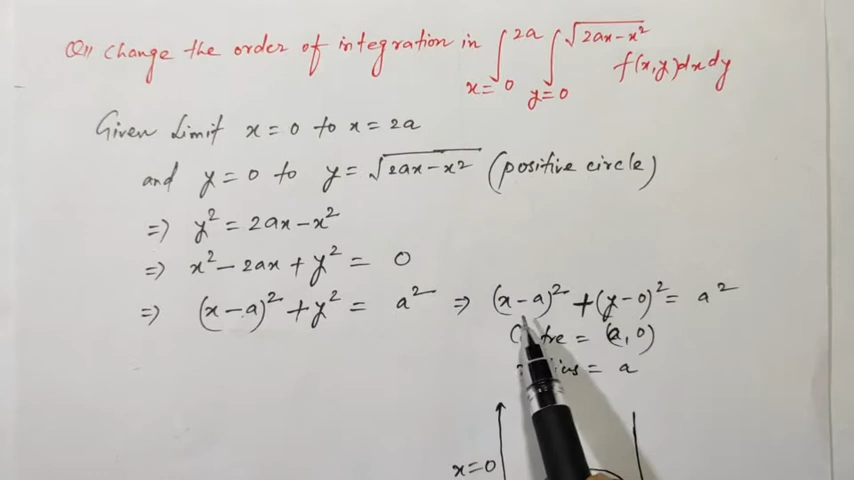 Q11 Change the order of integration in ∫_{x=0}^{2a} ∫_{y=0}^{√(2ax-x²)} f(x,y)dxdy
Given Limit x=0 to x=2a
and y=0 to y=√(2ax-x²) (positive circle)
⇒ y²=2ax-x²
⇒ x²-2ax+y²=0
⇒ (x-a)²+y²=a² ⇒ (x-a)²+(y-0)²=a²
= (a,0)
= a
x=0